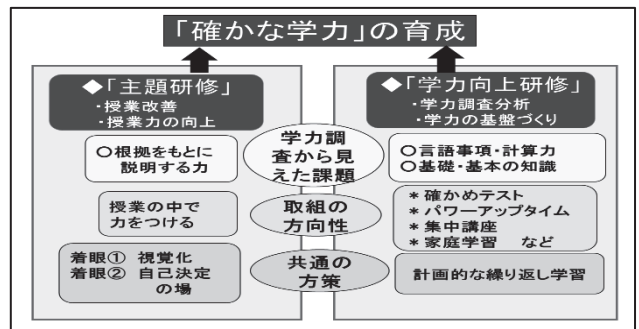 「確かな学力」の育成
◆「主題研修」
・授業改善
・授業力の向上
◆「学力向上研修」
・学力調査分析
・学力の基盤づくり
学力調
査から見
えた課題
〇根拠をもとに
説明する力
〇言語事項・計算力
〇基礎・基本の知識
取組の
方向性
授業の中で
力をつける
＊確かめテスト
＊パワーアップタイム
＊集中講座
＊家庭学習　など
共通の
方策
着眼①　視覚化
着眼②　自己決定
の場
計画的な繰り返し学習